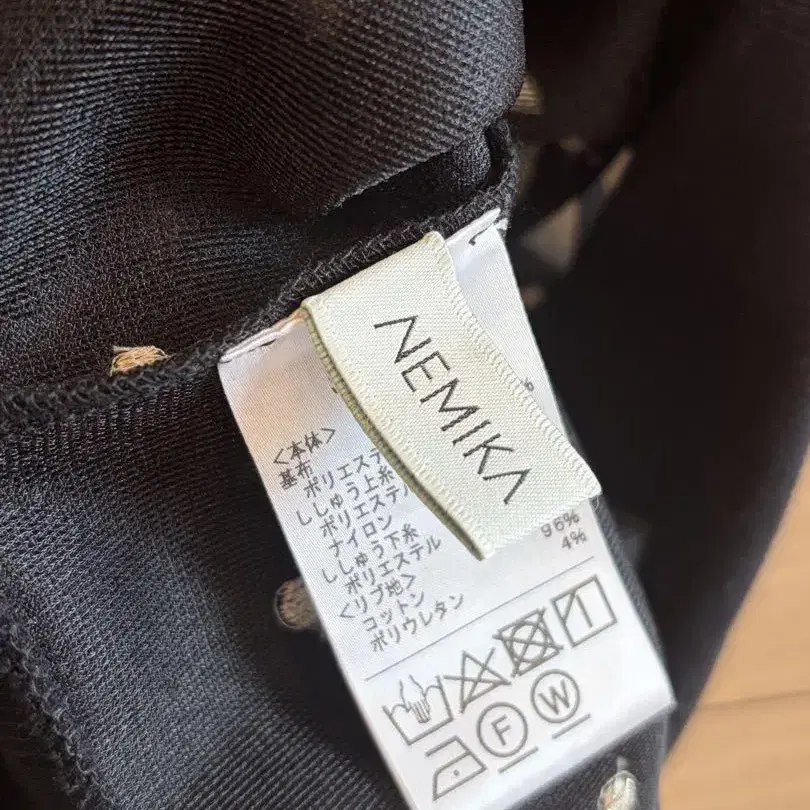 NEMIKA
<本体>
基布
ポリエステル
ししゅう上糸
ポリエステル
ナイロン
ししゅう下糸
ポリエステル
<リブ地>
コットン 96%
ポリウレタン 4%
F W